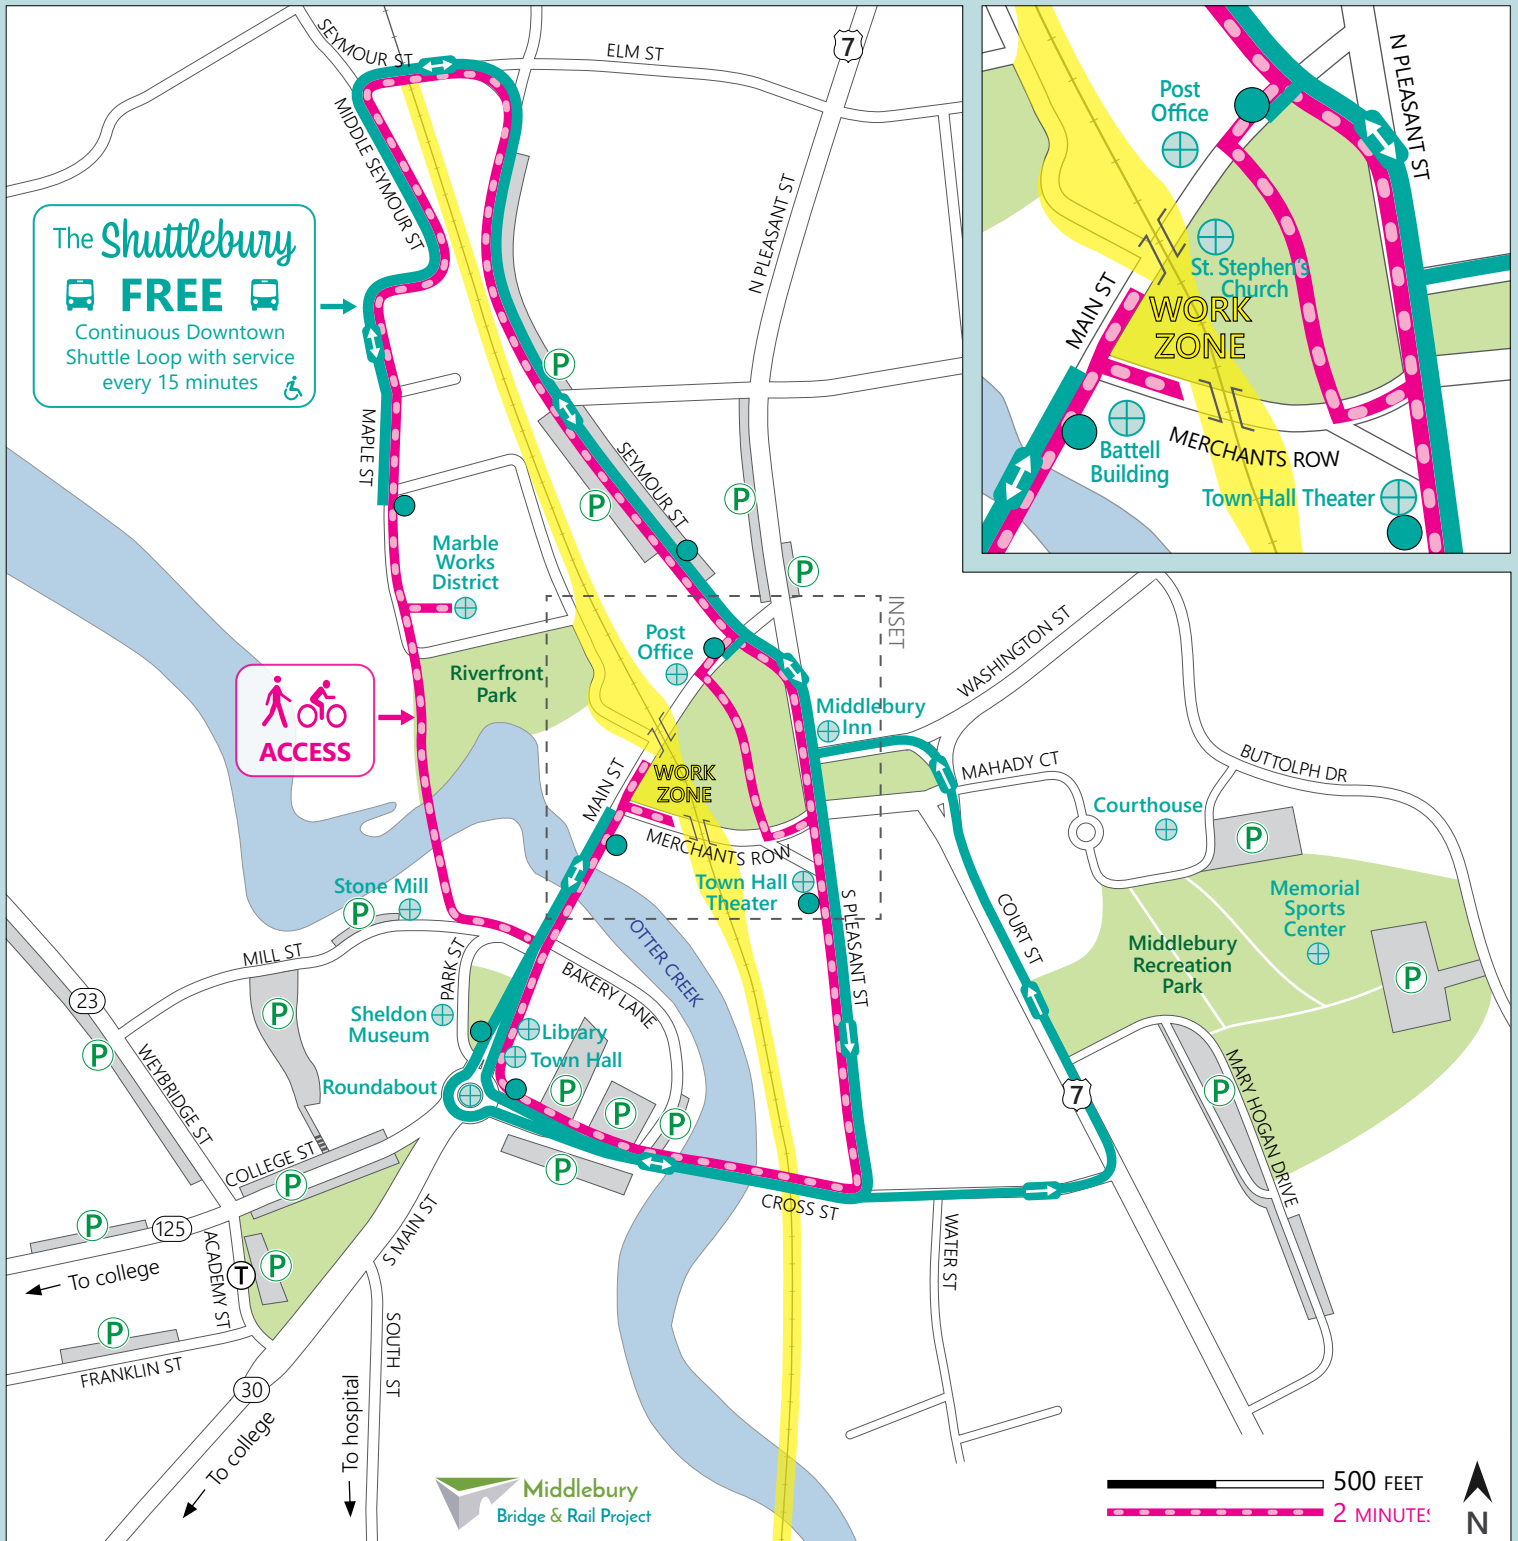 SEYMOUR ST
ELM ST
7
MIDDLE SEYMOUR ST
N PLEASANT ST
The Shuttlebury
FREE
Continuous Downtown
Shuttle Loop with service
every 15 minutes
P
MAPLE ST
SEYMOUR ST
P
P
P
Marble
Works
District
INSET
Post
Office
Riverfront
Park
ACCESS
WASHINGTON ST
Middlebury
Inn
MAIN ST
WORK
ZONE
MERCHANTS ROW
MAHADY CT
BUTTOLPH DR
Courthouse
P
Town Hall
Theater
Stone Mill
P
S PLEASANT ST
COURT ST
Memorial
Sports
Center
Middlebury
Recreation
Park
P
MILL ST
PARK ST
OTTER CREEK
BAKERY LANE
23
P
P
Sheldon
Museum
Library
Town Hall
WEYBRIDGE ST
Roundabout
P
P
P
P
7
P
MARY HOGAN DRIVE
COLLEGE ST
P
CROSS ST
P
125
ACADEMY ST
T
P
S MAIN ST
WATER ST
To college
P
FRANKLIN ST
SOUTH ST
30
To college
To hospital
Middlebury
Bridge & Rail Project
500 FEET
2 MINUTES
N
N PLEASANT ST
Post
Office
St. Stephen's
Church
MAIN ST
WORK
ZONE
Battell
Building
MERCHANTS ROW
Town Hall Theater